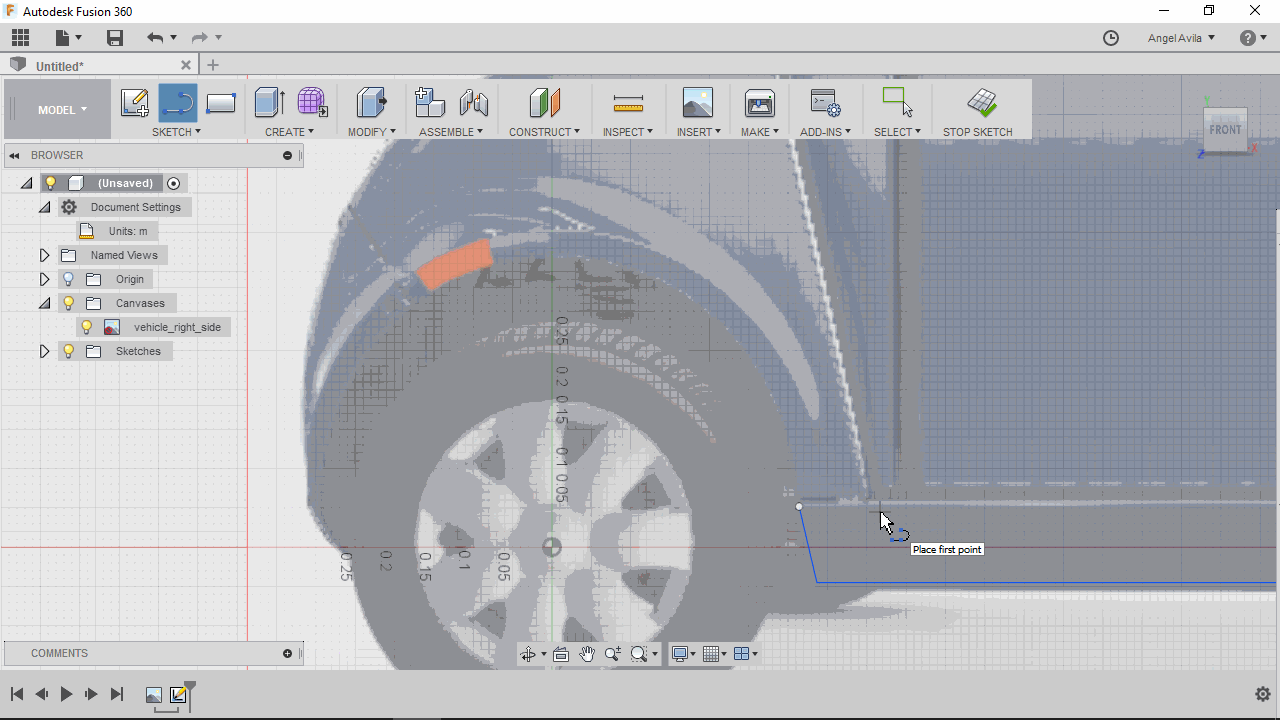 Autodesk Fusion 360
Angel Avila
Untitled*
MODEL
SKETCH
CREATE
MODIFY
ASSEMBLE
CONSTRUCT
INSPECT
INSERT
MAKE
ADD-INS
SELECT
STOP SKETCH
FRONT
Y
X
Z
BROWSER
(Unsaved)
Document Settings
Units: m
Named Views
Origin
Canvases
vehicle_right_side
Sketches
0.25
0.2
0.15
0.1
0.05
0.25
0.2
0.15
0.1
0.05
Place first point
COMMENTS